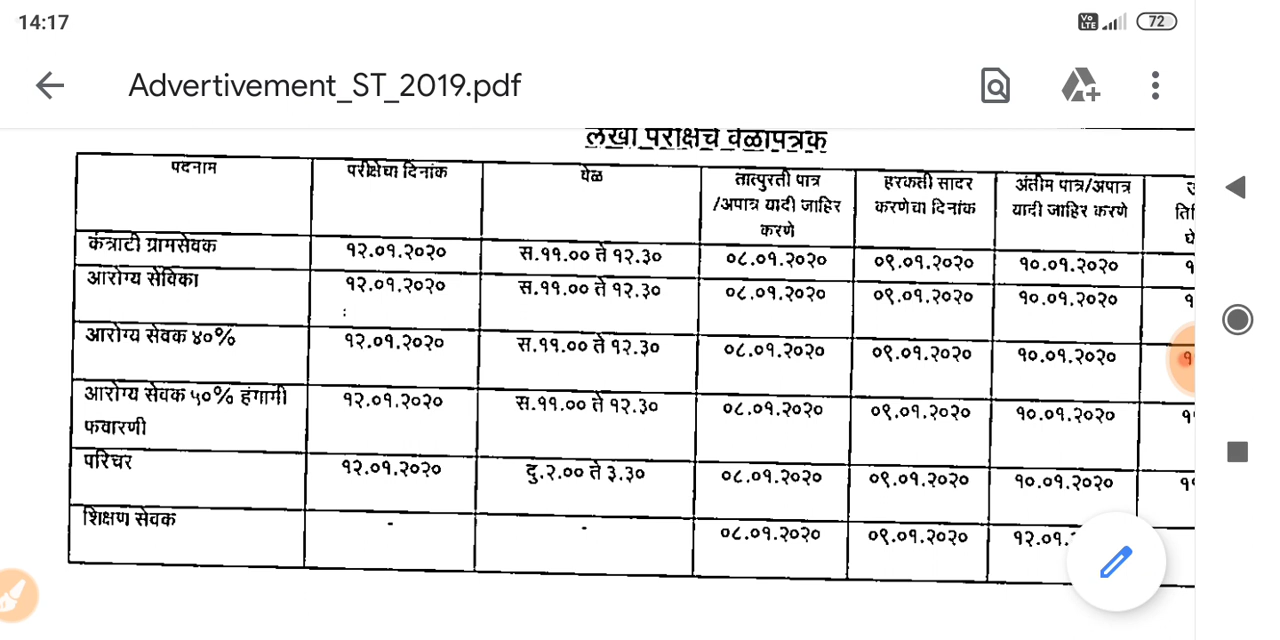 14:17
Vo LTE 72
Advertivement_ST_2019.pdf
लेखी परीक्षेचे वेळापत्रक
पदनाम परीक्षेचा दिनांक वेळ तात्पुरती पात्र /अपात्र यादी जाहिर करणे हरकती सादर करणेचा दिनांक अंतीम पात्र/अपात्र यादी जाहिर करणे
कंत्राटी ग्रामसेवक १२.०१.२०२० स.११.०० ते १२.३० ०८.०१.२०२० ०९.०१.२०२० १०.०१.२०२०
आरोग्य सेविका १२.०१.२०२० स.११.०० ते १२.३० ०८.०१.२०२० ०९.०१.२०२० १०.०१.२०२०
आरोग्य सेवक ४०% १२.०१.२०२० स.११.०० ते १२.३० ०८.०१.२०२० ०९.०१.२०२० १०.०१.२०२०
आरोग्य सेवक ५०% हंगामी फवारणी १२.०१.२०२० स.११.०० ते १२.३० ०८.०१.२०२० ०९.०१.२०२० १०.०१.२०२०
परिचर १२.०१.२०२० दु.२.०० ते ३.३० ०८.०१.२०२० ०९.०१.२०२० १०.०१.२०२०
शिक्षण सेवक - - ०८.०१.२०२० ०९.०१.२०२० १२.०१.